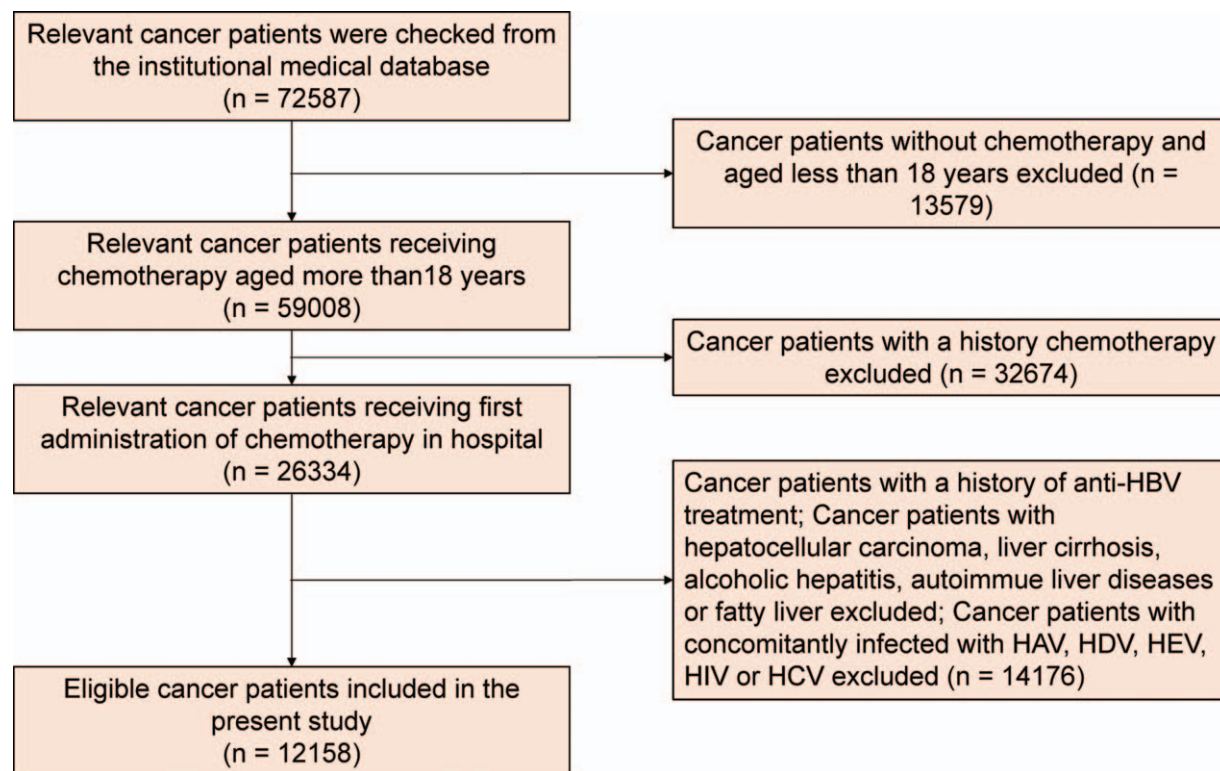 Relevant cancer patients were checked from
the institutional medical database
(n = 72587)
Cancer patients without chemotherapy and
aged less than 18 years excluded (n =
13579)
Relevant cancer patients receiving
chemotherapy aged more than18 years
(n = 59008)
Cancer patients with a history chemotherapy
excluded (n = 32674)
Relevant cancer patients receiving first
administration of chemotherapy in hospital
(n = 26334)
Cancer patients with a history of anti-HBV
treatment; Cancer patients with
hepatocellular carcinoma, liver cirrhosis,
alcoholic hepatitis, autoimmue liver diseases
or fatty liver excluded; Cancer patients with
concomitantly infected with HAV, HDV, HEV,
HIV or HCV excluded (n = 14176)
Eligible cancer patients included in the
present study
(n = 12158)